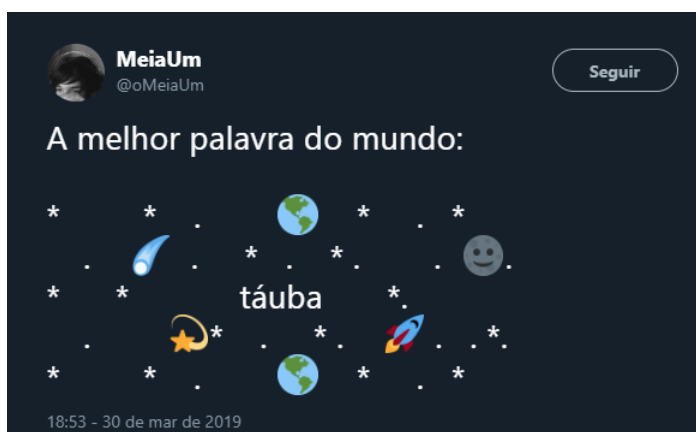 MeiaUm
@oMeiaUm
Seguir
A melhor palavra do mundo:
* * . 🌎 * . *
. ☄️ . * . *. . 🌚.
* * táuba *.
. 💫* . *. 🚀 . . *.
* * . 🌎 * . *
18:53 - 30 de mar de 2019